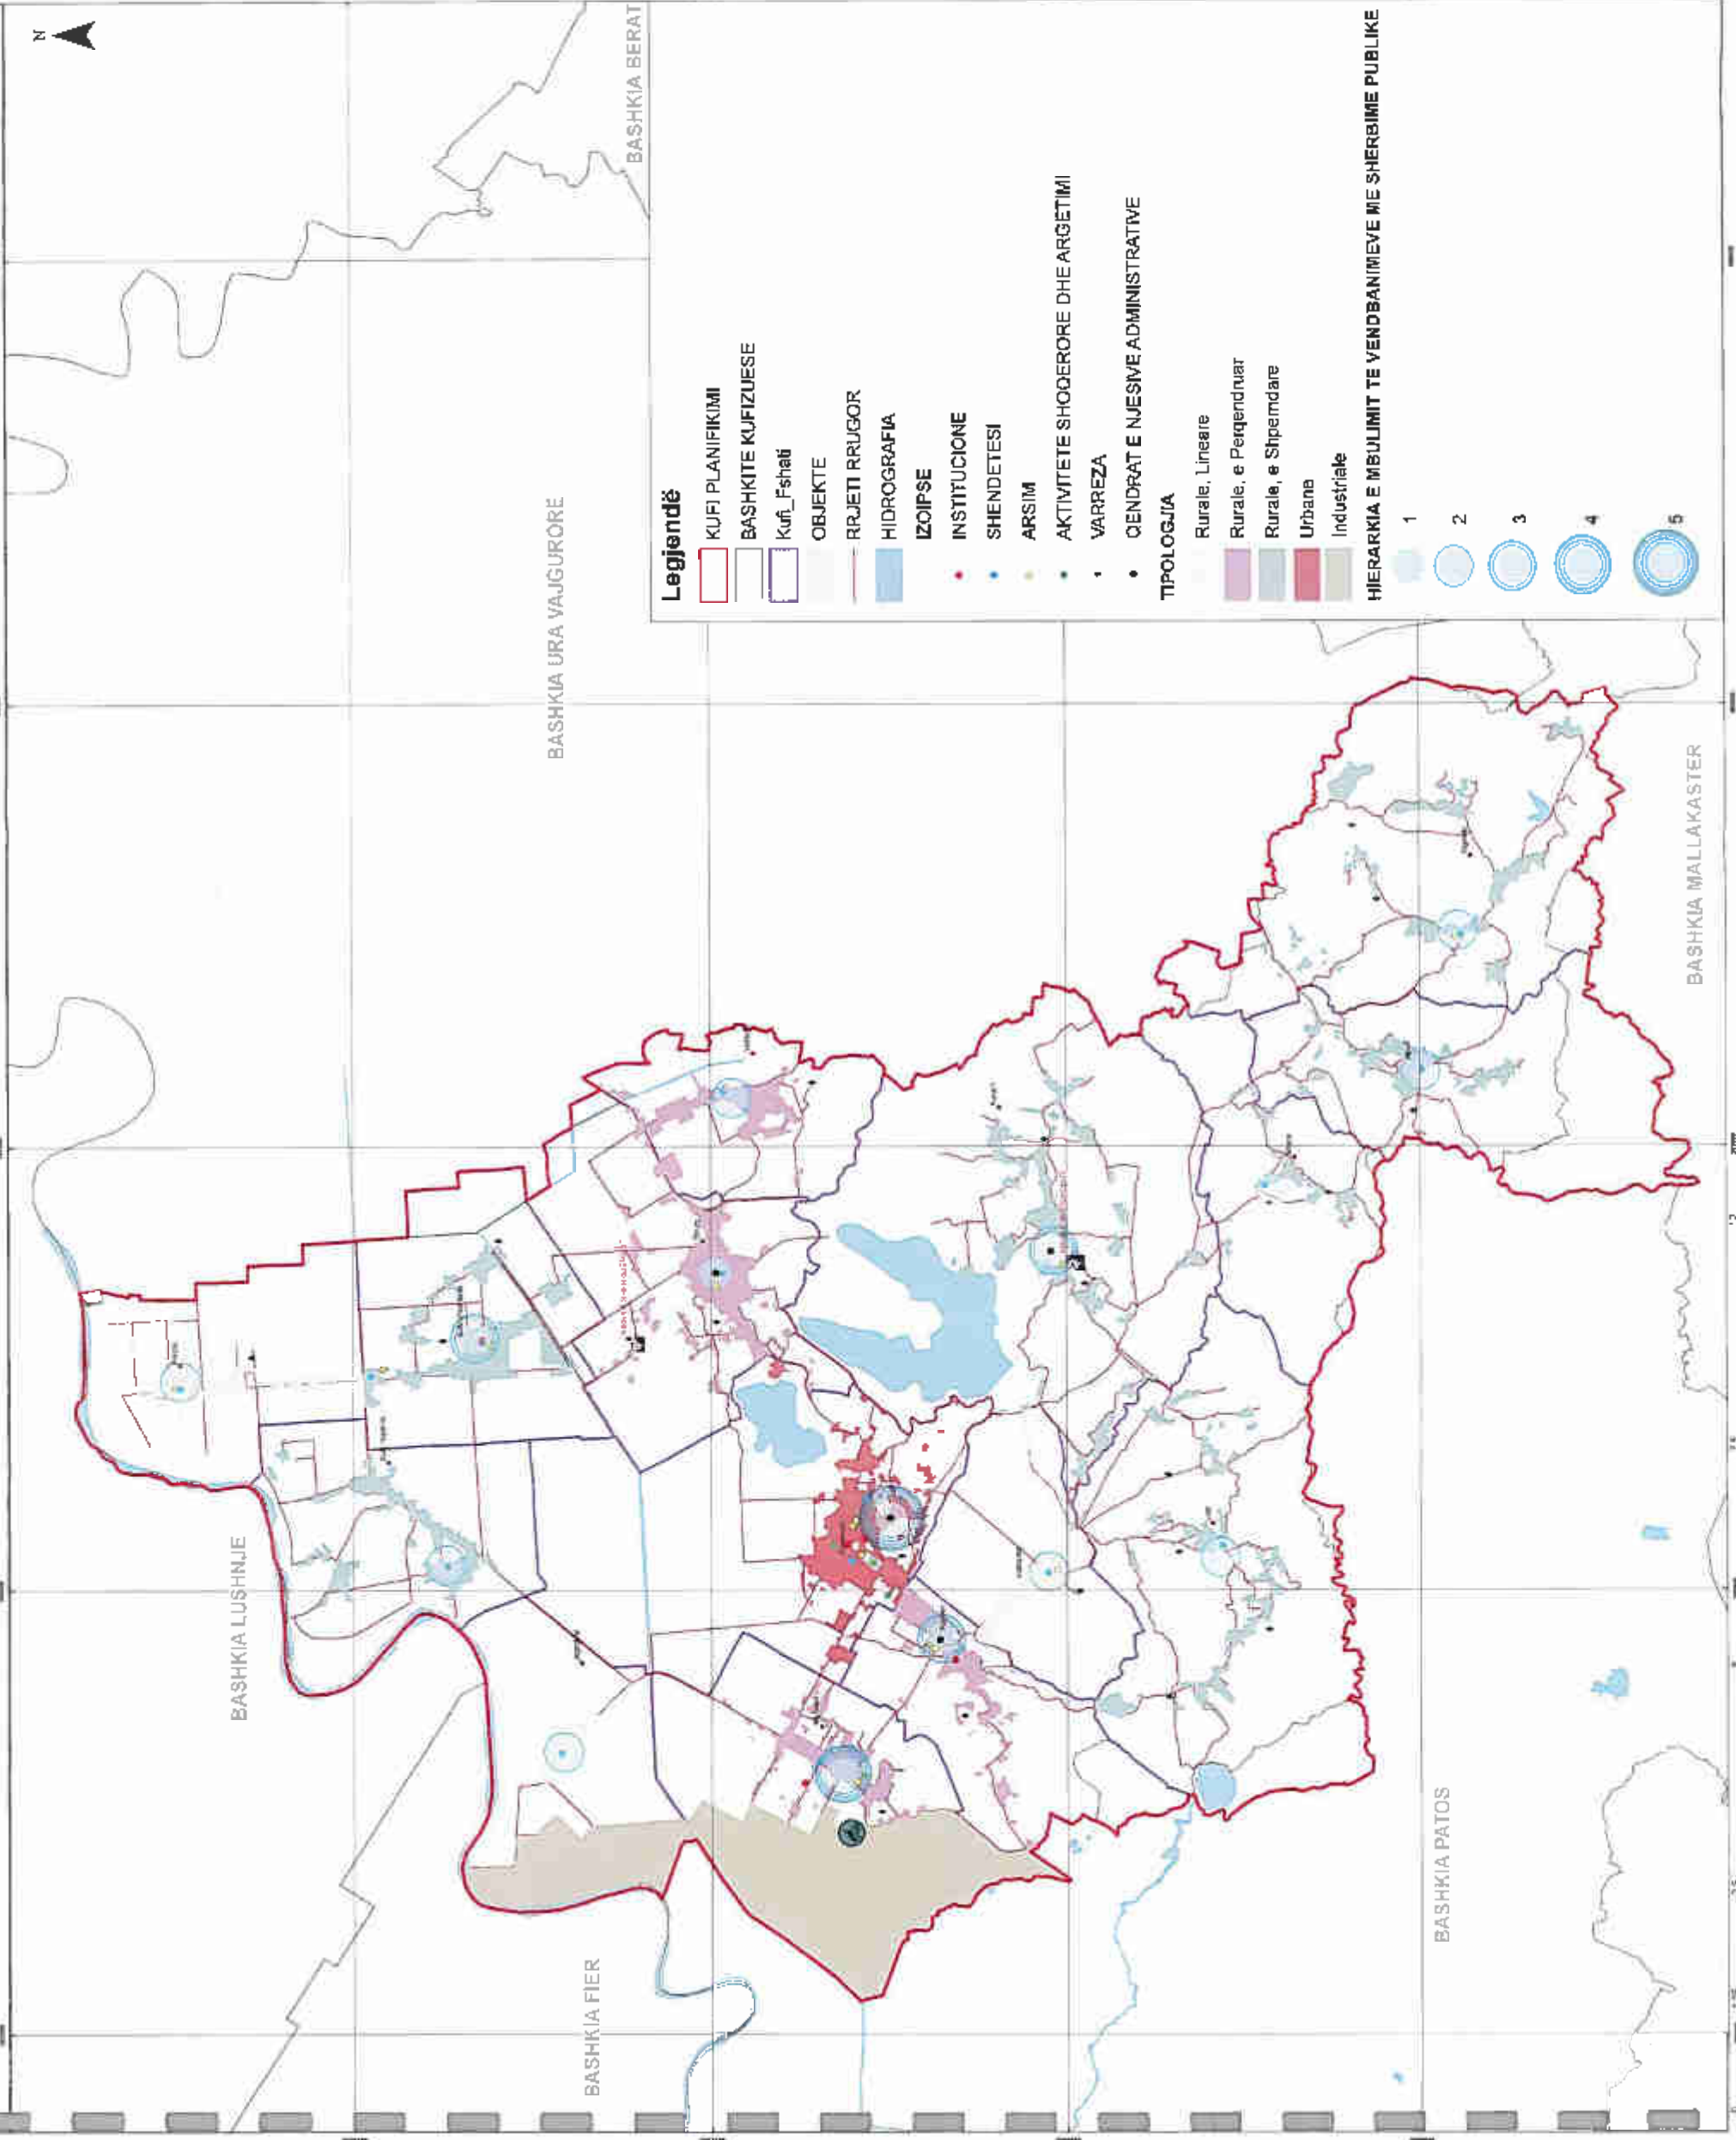 N
BASHKIA BERAT
BASHKIA URA VAJGURORE
BASHKIA LUSHNJE
BASHKIA FIER
BASHKIA PATOS
BASHKIA MALLAKASTER
Legjendë
KUFI PLANIFIKIMI
BASHKITE KUFIZUESE
Kufi_Fshati
OBJEKTE
RRJETI RRUGOR
HIDROGRAFIA
IZOIPSE
INSTITUCIONE
SHENDETESI
ARSIM
AKTIVITETE SHOQERORE DHE ARGETIMI
VARREZA
QENDRAT E NJESIVE ADMINISTRATIVE
TIPOLOGJIA
Rurale, Lineare
Rurale, e Perqendruar
Rurale, e Shperndare
Urbane
Industriale
HIERARKIA E MBULIMIT TE VENDBANIMEVE ME SHERBIME PUBLIKE
1
2
3
4
5